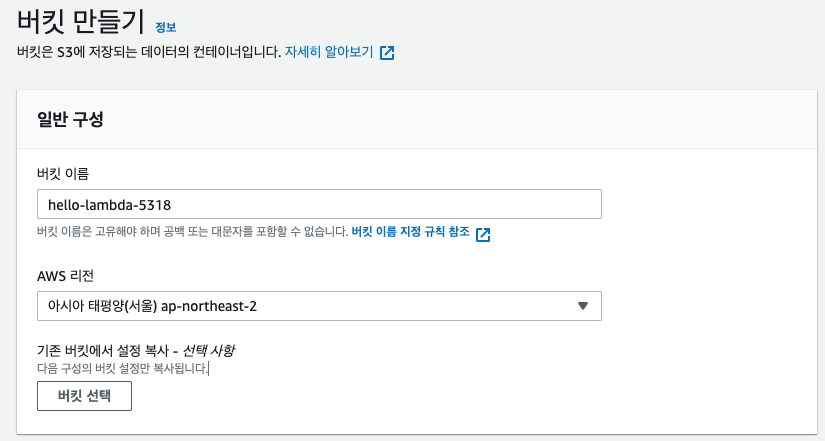 버킷 만들기 정보
버킷은 S3에 저장되는 데이터의 컨테이너입니다. 자세히 알아보기
일반 구성
버킷 이름
hello-lambda-5318
버킷 이름은 고유해야 하며 공백 또는 대문자를 포함할 수 없습니다. 버킷 이름 지정 규칙 참조
AWS 리전
아시아 태평양(서울) ap-northeast-2
기존 버킷에서 설정 복사 - 선택 사항
다음 구성의 버킷 설정만 복사됩니다.
버킷 선택